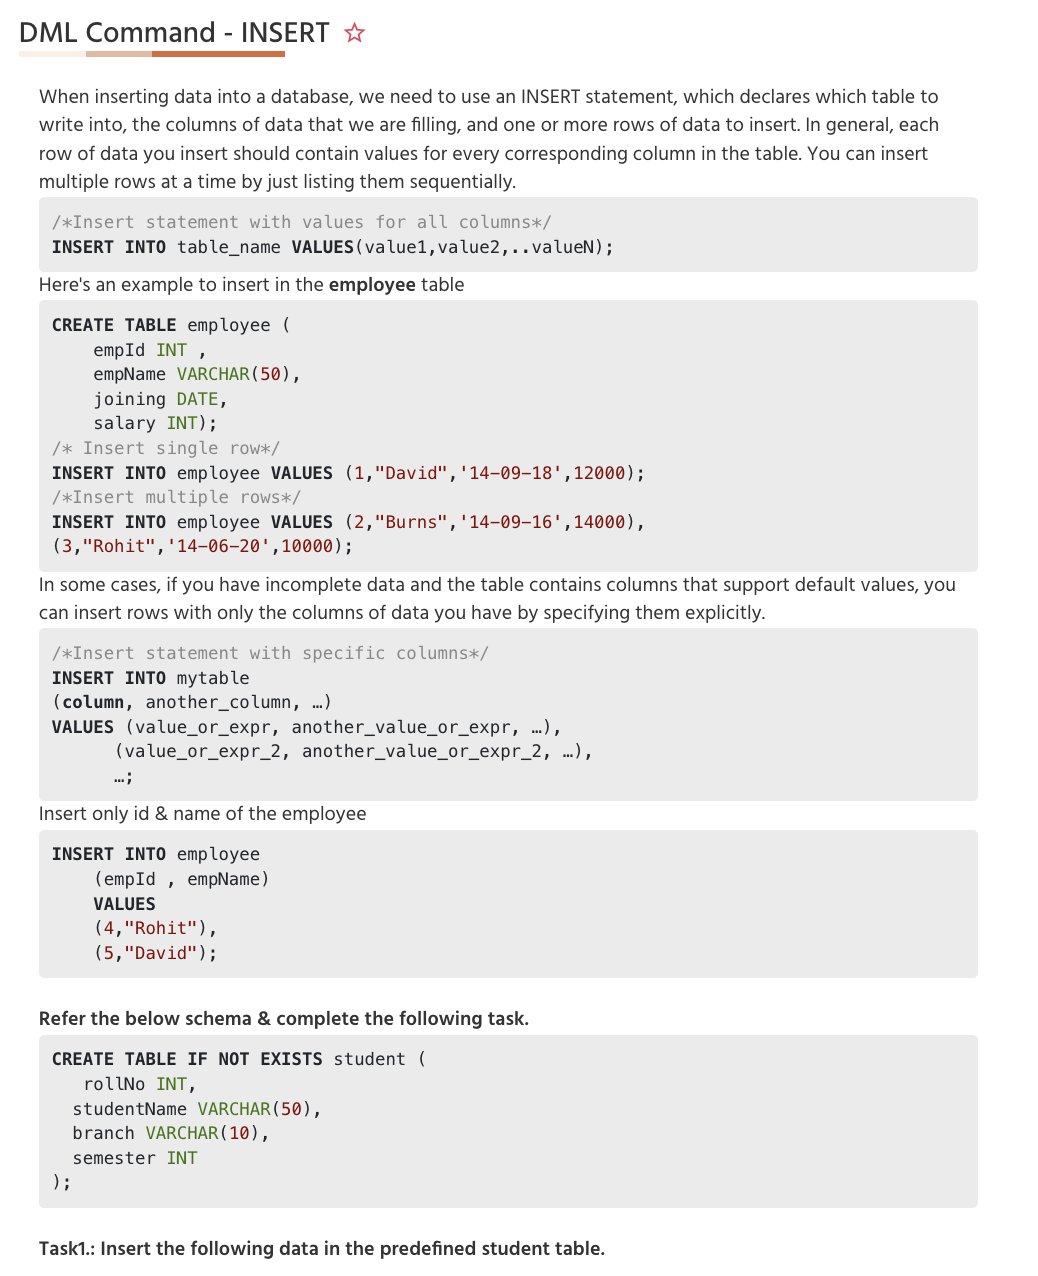 DML Command - INSERT
When inserting data into a database, we need to use an INSERT statement, which declares which table to
write into, the columns of data that we are filling, and one or more rows of data to insert. In general, each
row of data you insert should contain values for every corresponding column in the table. You can insert
multiple rows at a time by just listing them sequentially.
/*Insert statement with values for all columns*/
INSERT INTO table_name VALUES(value1,value2,..valueN);
Here's an example to insert in the employee table
CREATE TABLE employee (
    empId INT ,
    empName VARCHAR(50),
    joining DATE,
    salary INT);
/* Insert single row*/
INSERT INTO employee VALUES (1,"David",'14-09-18',12000);
/*Insert multiple rows*/
INSERT INTO employee VALUES (2,"Burns",'14-09-16',14000),
(3,"Rohit",'14-06-20',10000);
In some cases, if you have incomplete data and the table contains columns that support default values, you
can insert rows with only the columns of data you have by specifying them explicitly.
/*Insert statement with specific columns*/
INSERT INTO mytable
(column, another_column, …)
VALUES (value_or_expr, another_value_or_expr, …),
      (value_or_expr_2, another_value_or_expr_2, …),
      …;
Insert only id & name of the employee
INSERT INTO employee
    (empId , empName)
    VALUES
    (4,"Rohit"),
    (5,"David");
Refer the below schema & complete the following task.
CREATE TABLE IF NOT EXISTS student (
   rollNo INT,
  studentName VARCHAR(50),
  branch VARCHAR(10),
  semester INT
);
Task1.: Insert the following data in the predefined student table.